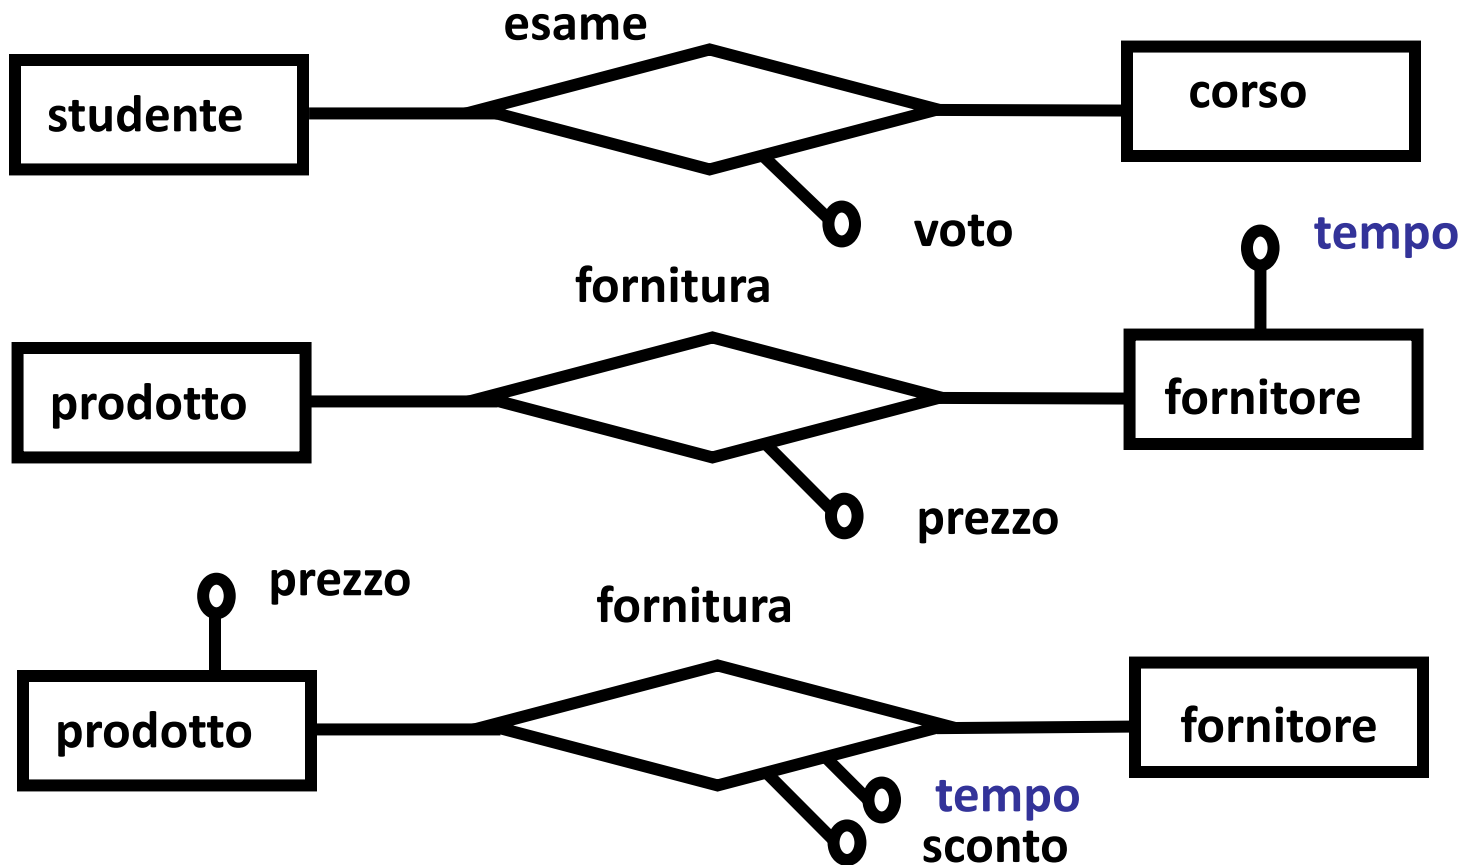 esame
studente
corso
voto
tempo
fornitura
prodotto
fornitore
prezzo
prezzo
fornitura
prodotto
fornitore
tempo
sconto